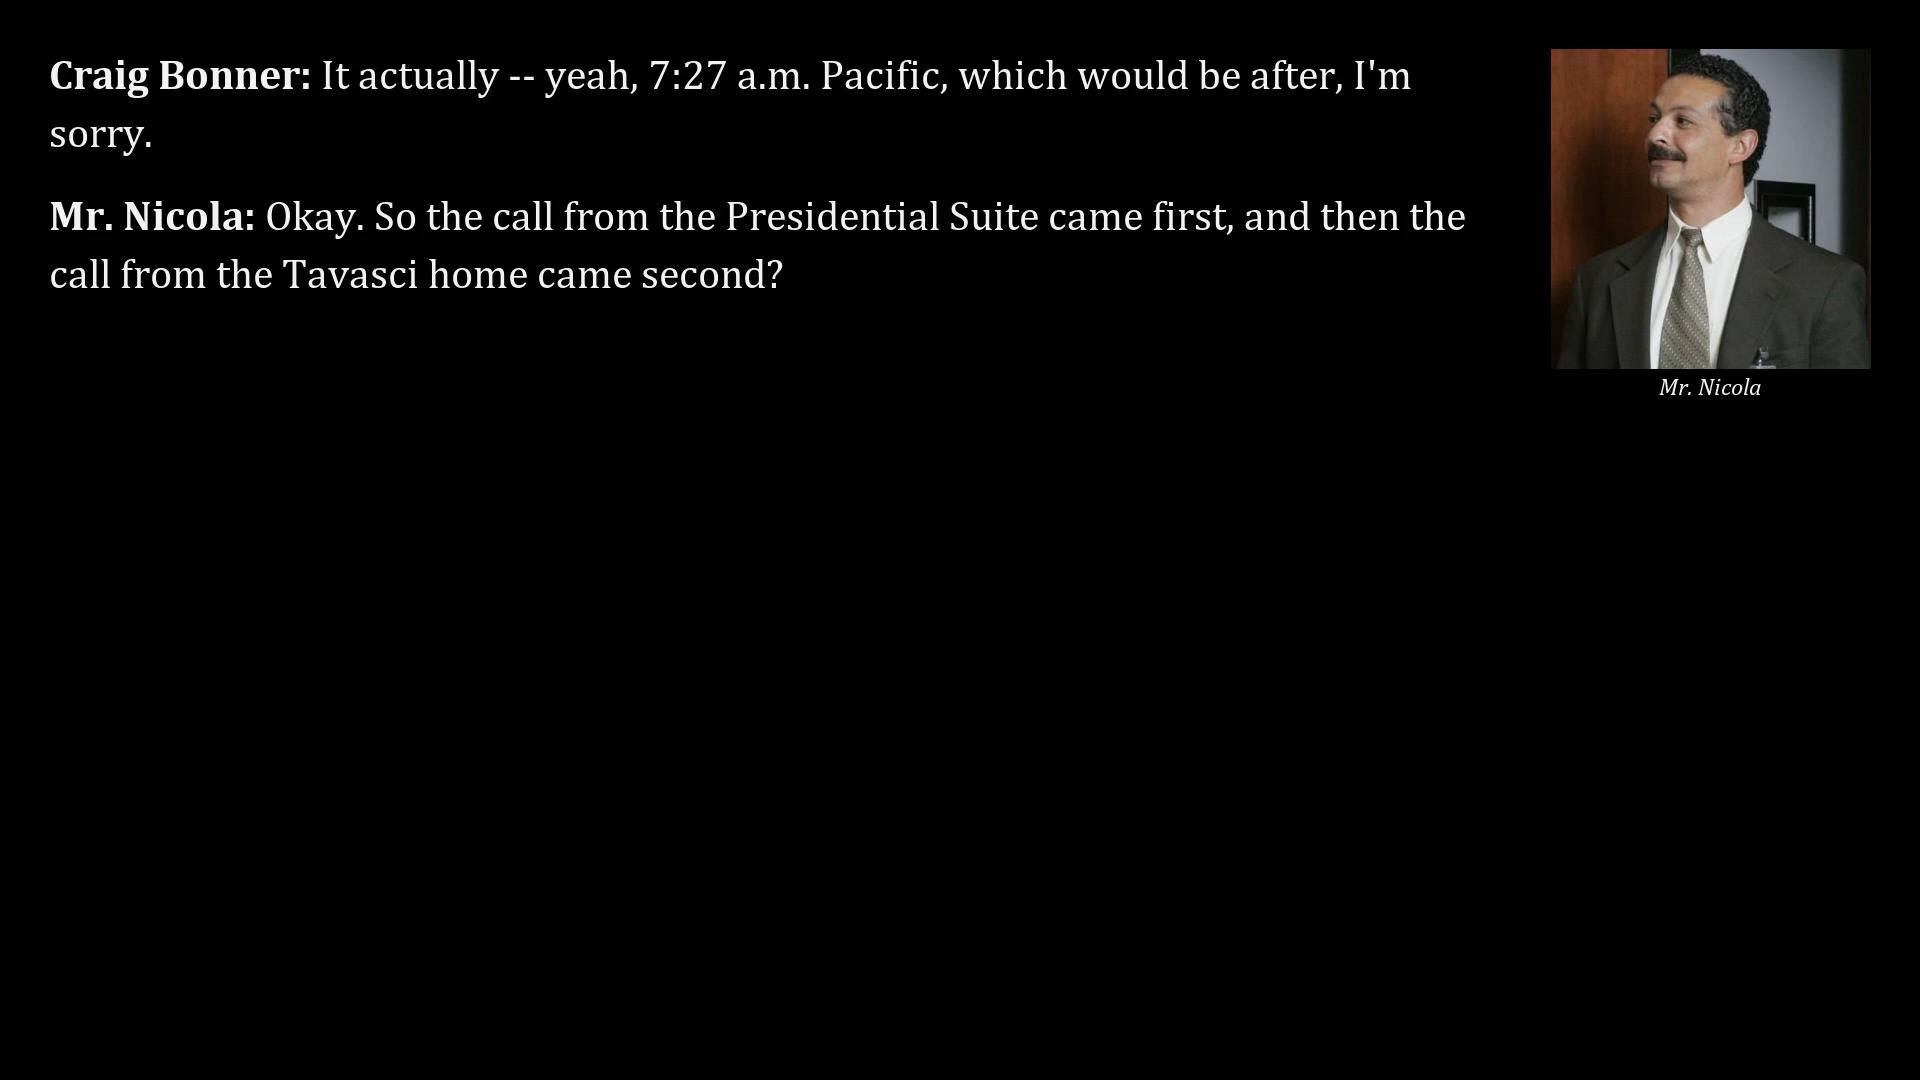 Craig Bonner: It actually -- yeah, 7:27 a.m. Pacific, which would be after, I'm
sorry.
Mr. Nicola: Okay. So the call from the Presidential Suite came first, and then the
call from the Tavasci home came second?
Mr. Nicola